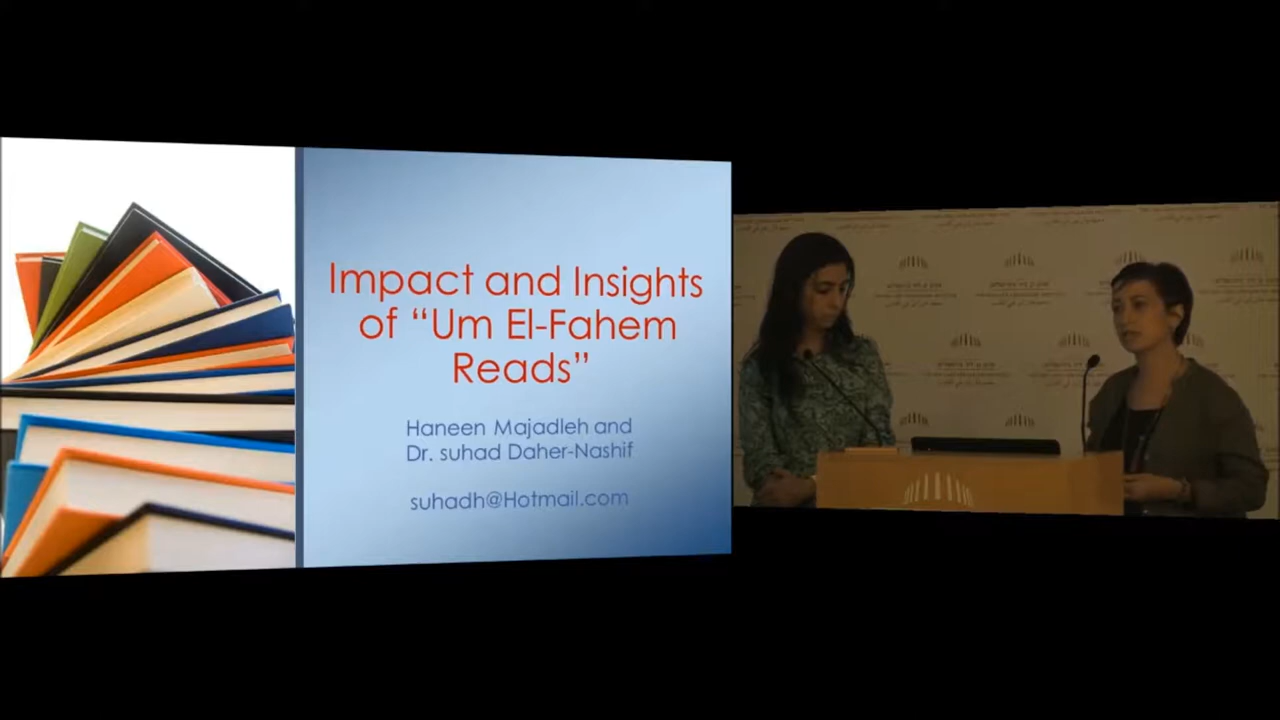 Impact and Insights
of “Um El-Fahem
Reads”
Haneen Majadleh and
Dr. suhad Daher-Nashif
suhadh@Hotmail.com